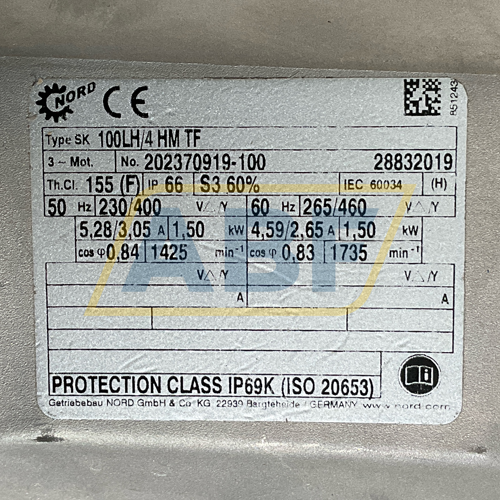 NORD CE
851243
Type SK 100LH/4 HM TF
3~Mot. No. 202370919-100 28832019
Th.Cl. 155 (F) IP 66 S3 60% IEC 60034 (H)
50 Hz 230/400 V△/Y 60 Hz 265/460 V△/Y
5,28/3,05 A 1,50 kW 4,59/2,65 A 1,50 kW
cos φ 0,84 1425 min⁻¹ cos φ 0,83 1735 min⁻¹
V△/Y V△/Y
A A
ABF
PROTECTION CLASS IP69K (ISO 20653)
Getriebebau NORD GmbH & Co. KG, 22939 Bargteheide / GERMANY www.nord.com